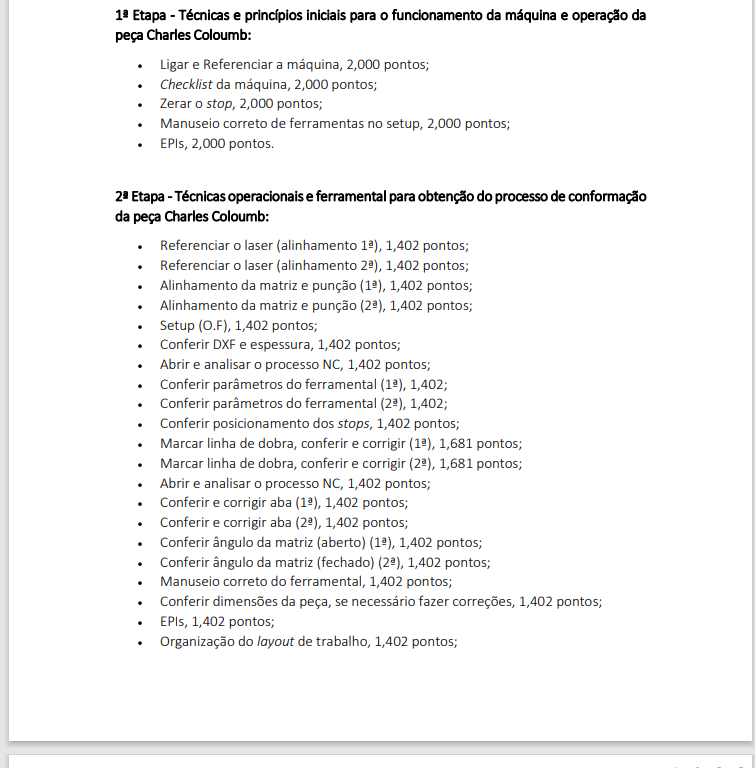 1ª Etapa - Técnicas e princípios iniciais para o funcionamento da máquina e operação da
peça Charles Coloumb:
• Ligar e Referenciar a máquina, 2,000 pontos;
• Checklist da máquina, 2,000 pontos;
• Zerar o stop, 2,000 pontos;
• Manuseio correto de ferramentas no setup, 2,000 pontos;
• EPIs, 2,000 pontos.
2ª Etapa - Técnicas operacionais e ferramental para obtenção do processo de conformação
da peça Charles Coloumb:
• Referenciar o laser (alinhamento 1ª), 1,402 pontos;
• Referenciar o laser (alinhamento 2ª), 1,402 pontos;
• Alinhamento da matriz e punção (1ª), 1,402 pontos;
• Alinhamento da matriz e punção (2ª), 1,402 pontos;
• Setup (O.F), 1,402 pontos;
• Conferir DXF e espessura, 1,402 pontos;
• Abrir e analisar o processo NC, 1,402 pontos;
• Conferir parâmetros do ferramental (1ª), 1,402;
• Conferir parâmetros do ferramental (2ª), 1,402;
• Conferir posicionamento dos stops, 1,402 pontos;
• Marcar linha de dobra, conferir e corrigir (1ª), 1,681 pontos;
• Marcar linha de dobra, conferir e corrigir (2ª), 1,681 pontos;
• Abrir e analisar o processo NC, 1,402 pontos;
• Conferir e corrigir aba (1ª), 1,402 pontos;
• Conferir e corrigir aba (2ª), 1,402 pontos;
• Conferir ângulo da matriz (aberto) (1ª), 1,402 pontos;
• Conferir ângulo da matriz (fechado) (2ª), 1,402 pontos;
• Manuseio correto do ferramental, 1,402 pontos;
• Conferir dimensões da peça, se necessário fazer correções, 1,402 pontos;
• EPIs, 1,402 pontos;
• Organização do layout de trabalho, 1,402 pontos;